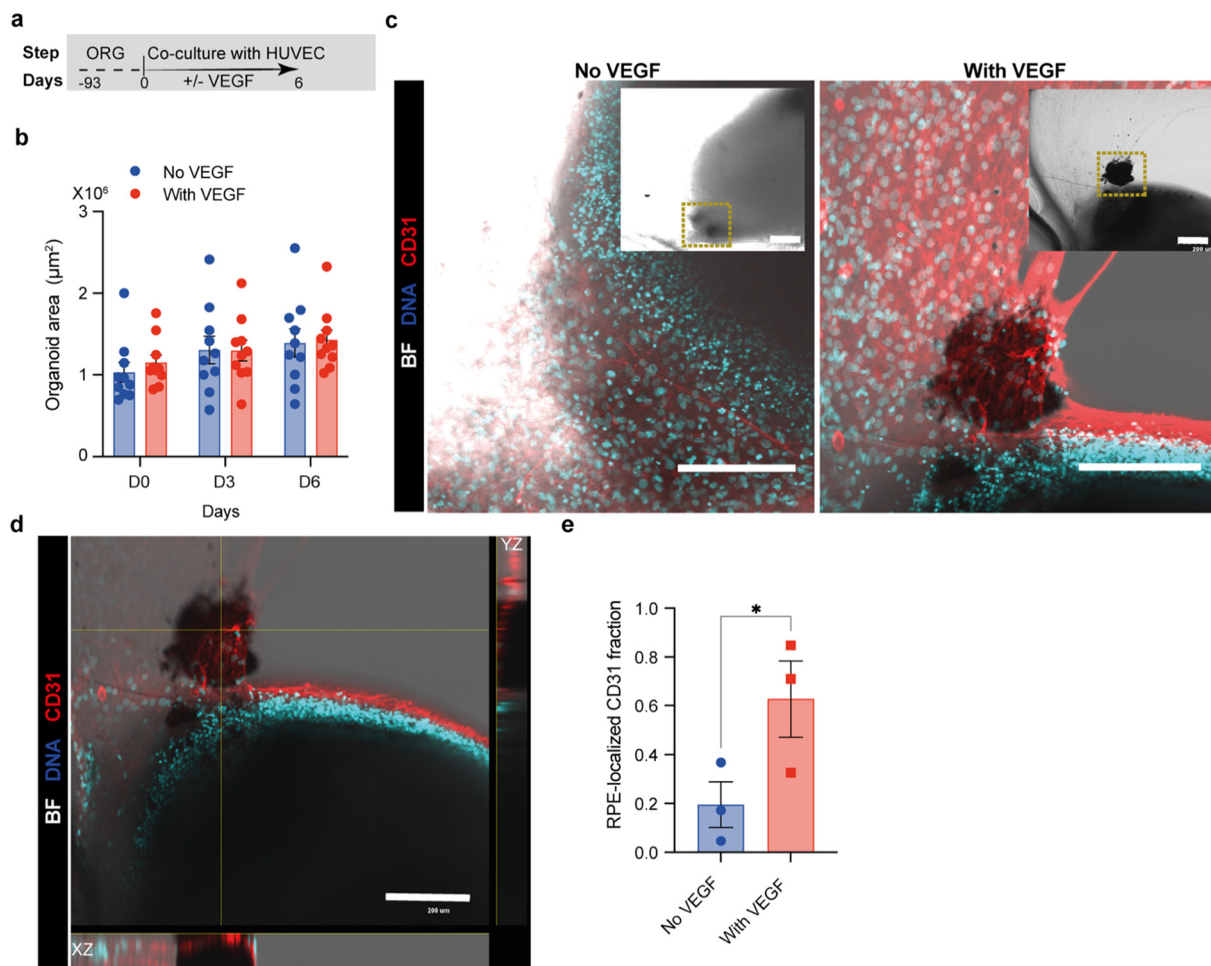 a
Step ORG Co-culture with HUVEC
Days -93 0 +/- VEGF 6
b
No VEGF
With VEGF
X10⁶
Organoid area (µm²)
3
2
1
0
D0 D3 D6
Days
c
No VEGF With VEGF
BF DNA CD31
200 um
d
BF DNA CD31
YZ
XZ
200 um
e
RPE-localized CD31 fraction
*
1.0
0.8
0.6
0.4
0.2
0.0
No VEGF With VEGF